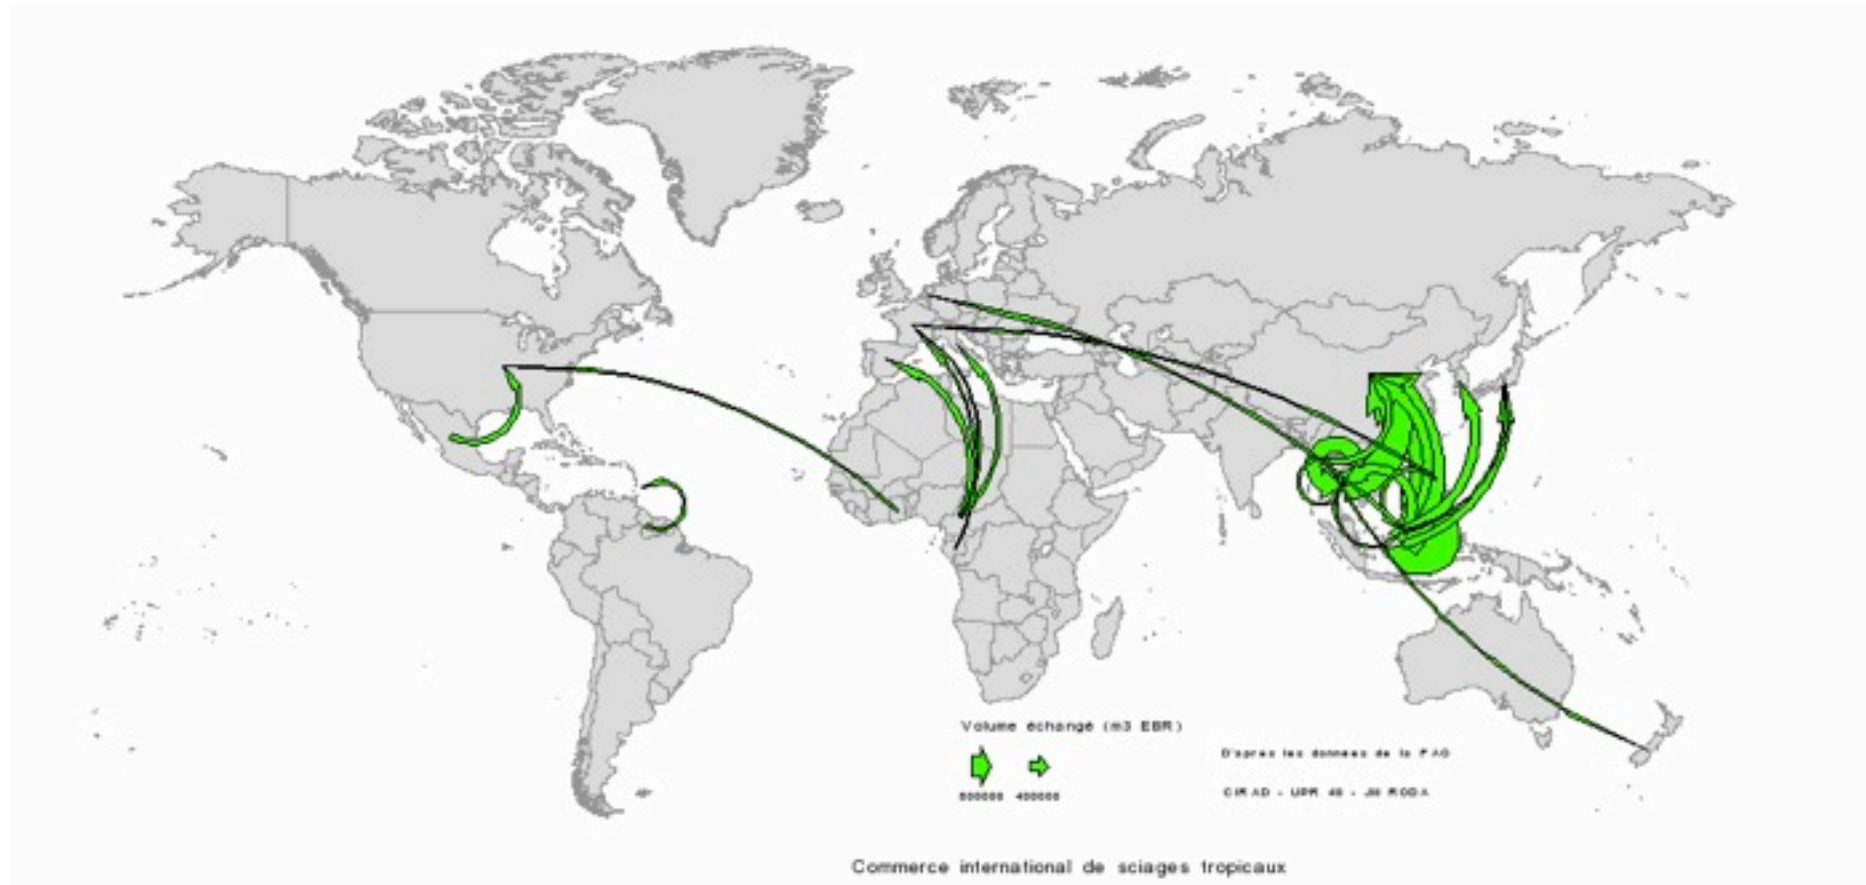 Volume échangé (m3 EBR)
800000 400000
D'après les données de la FAO
CIRAD - UPR 40 - JM RODA
Commerce international de sciages tropicaux